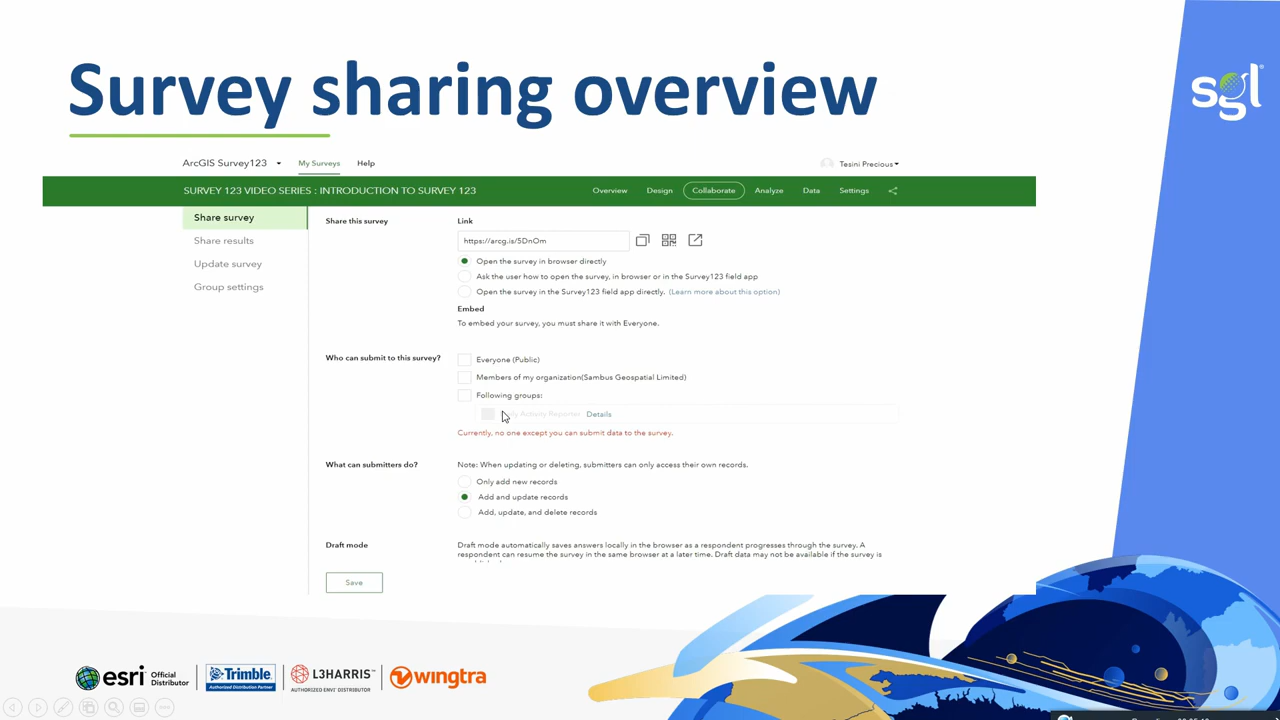 Survey sharing overview
sgl
ArcGIS Survey123 My Surveys Help Tesini Precious
SURVEY 123 VIDEO SERIES : INTRODUCTION TO SURVEY 123 Overview Design Collaborate Analyze Data Settings
Share survey
Share results
Update survey
Group settings
Share this survey
Link
https://arcg.is/5DnOm
Open the survey in browser directly
Ask the user how to open the survey, in browser or in the Survey123 field app
Open the survey in the Survey123 field app directly. (Learn more about this option)
Embed
To embed your survey, you must share it with Everyone.
Who can submit to this survey?
Everyone (Public)
Members of my organization(Sambus Geospatial Limited)
Following groups:
Activity Reporter Details
Currently, no one except you can submit data to the survey.
What can submitters do?
Note: When updating or deleting, submitters can only access their own records.
Only add new records
Add and update records
Add, update, and delete records
Draft mode
Draft mode automatically saves answers locally in the browser as a respondent progresses through the survey. A
respondent can resume the survey in the same browser at a later time. Draft data may not be available if the survey is
Save
esri Official Distributor
Trimble
Authorized Distribution Partner
L3HARRIS™
AUTHORIZED ENVI® DISTRIBUTOR
wingtra